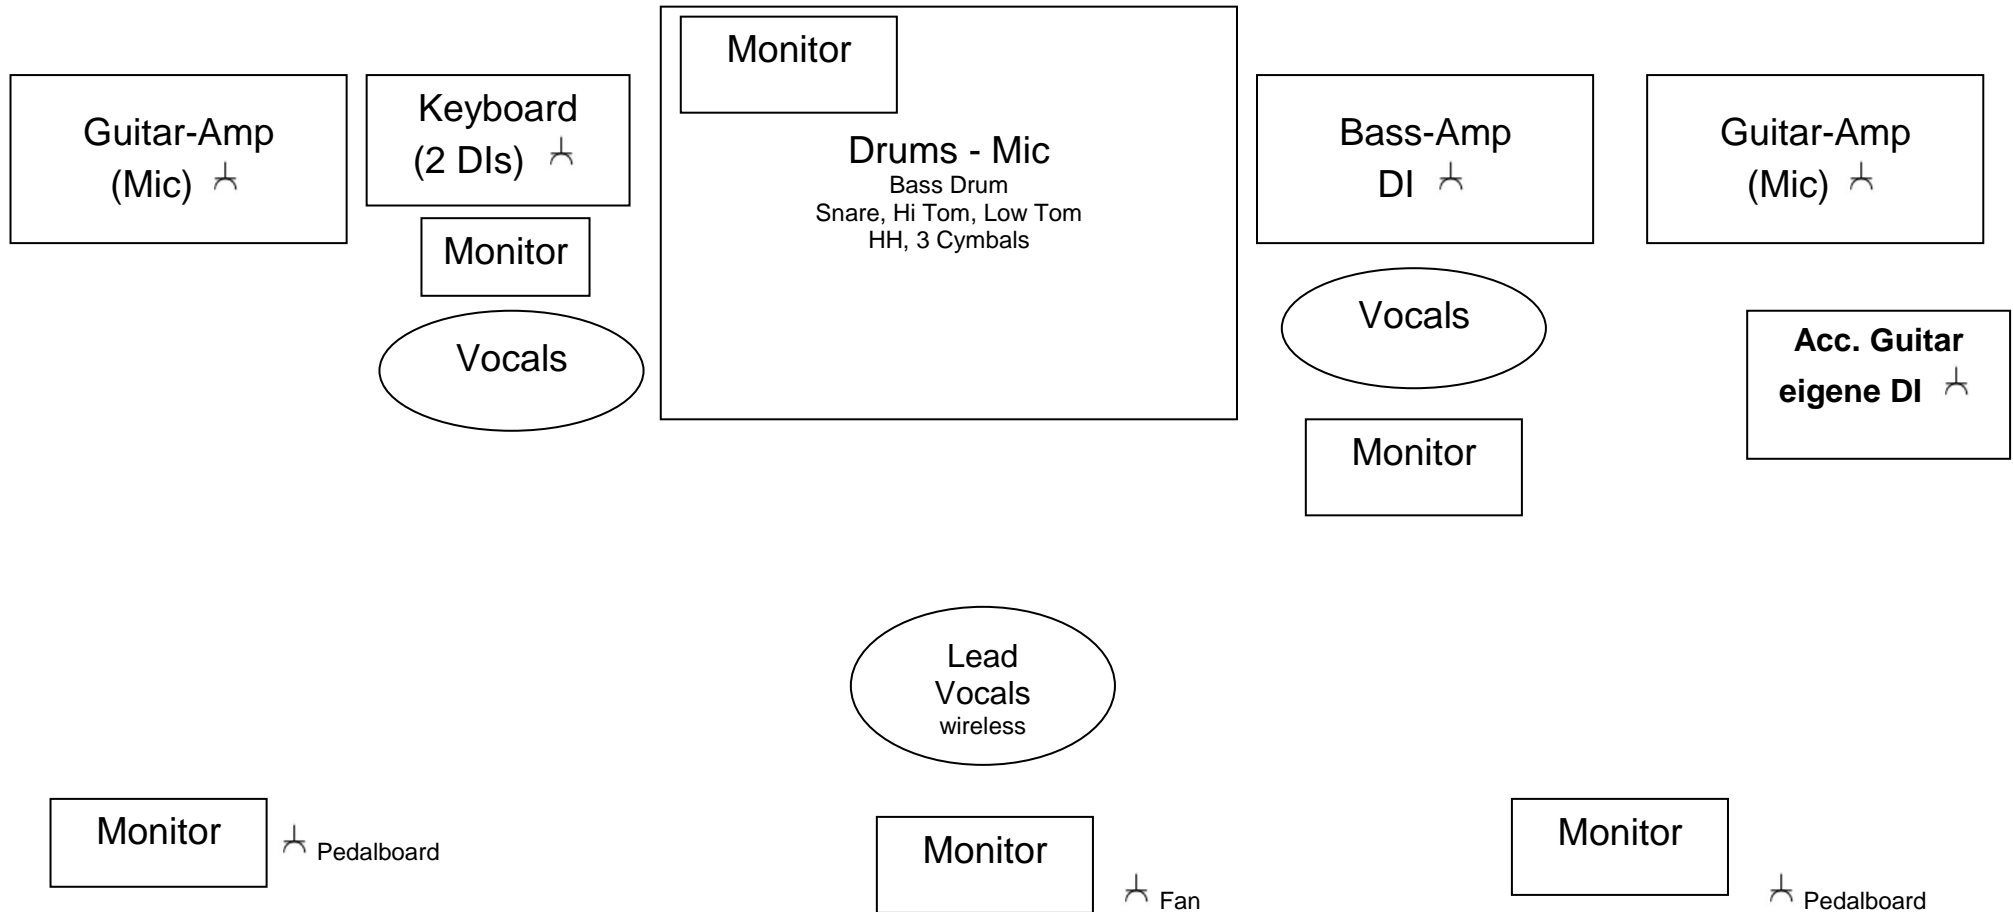 Monitor
Guitar-Amp
(Mic)
Keyboard
(2 DIs)
Monitor
Vocals
Drums - Mic
Bass Drum
Snare, Hi Tom, Low Tom
HH, 3 Cymbals
Bass-Amp
DI
Guitar-Amp
(Mic)
Vocals
Monitor
Acc. Guitar
eigene DI
Lead
Vocals
wireless
Monitor
Pedalboard
Monitor
Fan
Monitor
Pedalboard